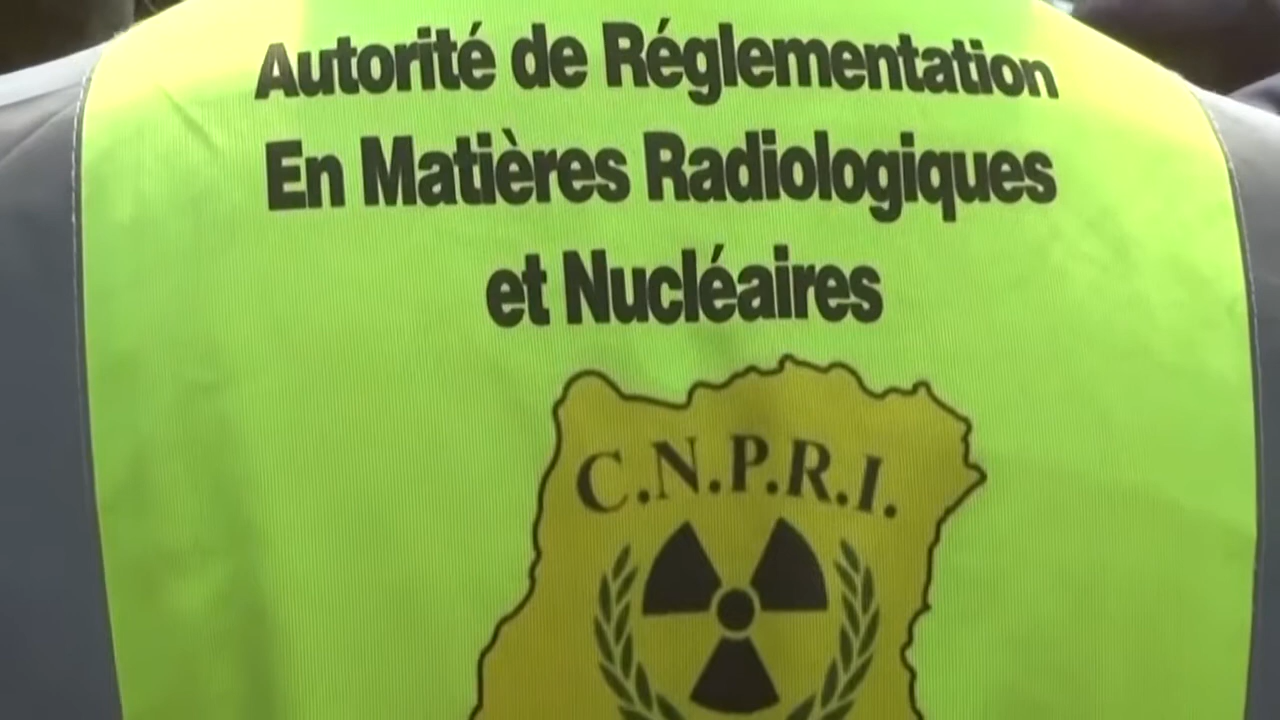 Autorité de Réglementation
En Matières Radiologiques
et Nucléaires
C.N.P.R.I.